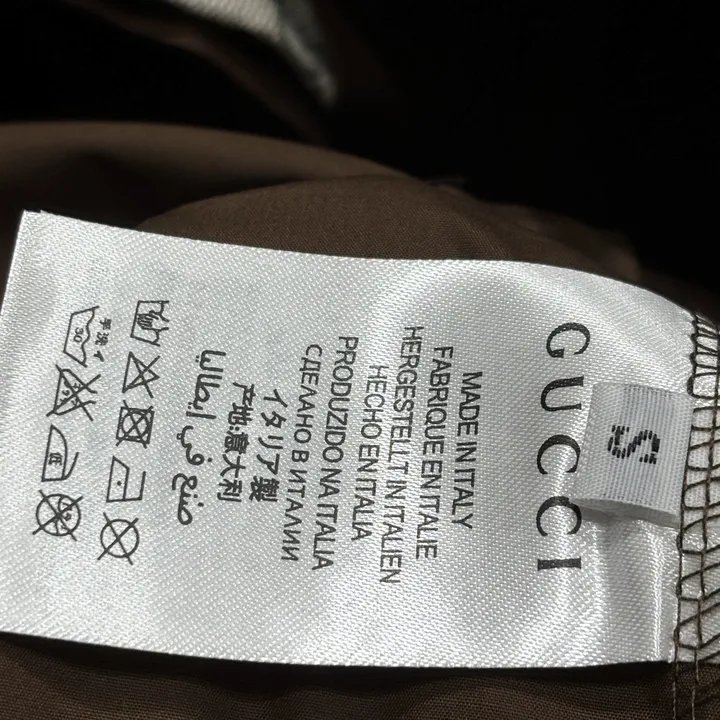 GUCCI
S
MADE IN ITALY
FABRIQUE EN ITALIE
HERGESTELLT IN ITALIEN
HECHO EN ITALIA
PRODUZIDO NA ITALIA
СДЕЛАНО В ИТАЛИИ
イタリア製
产地:意大利
صنع في إيطاليا
30